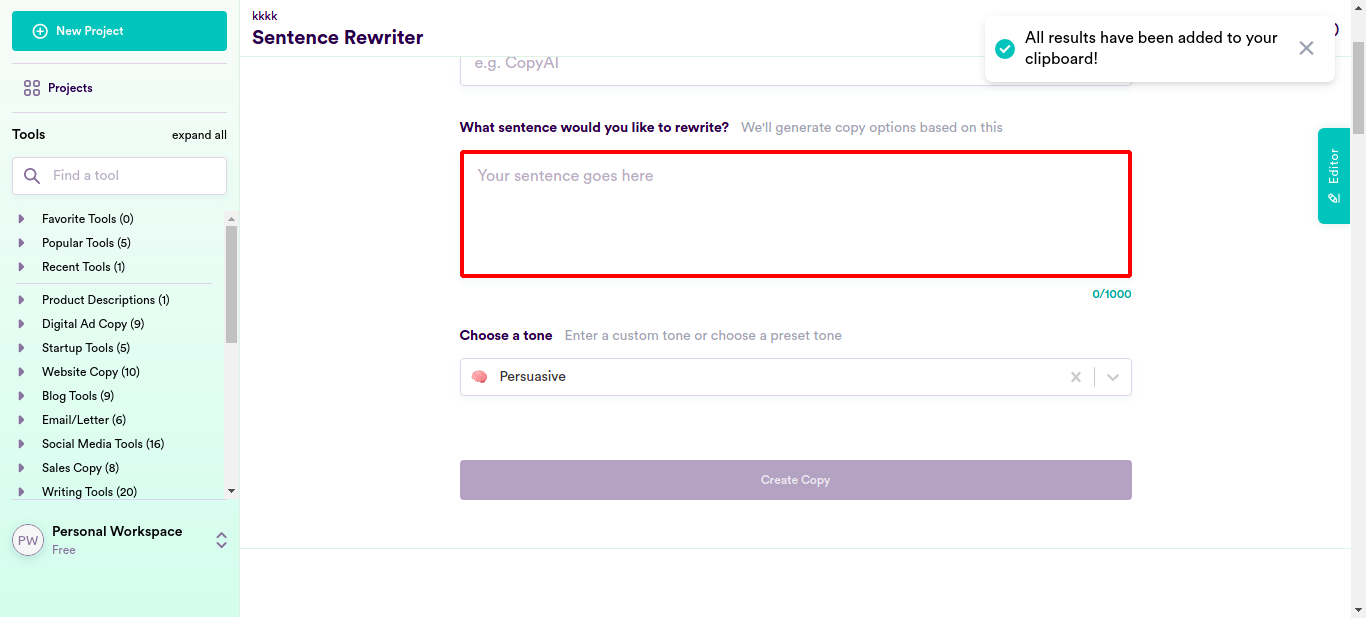 New Project
Projects
Tools
expand all
Find a tool
Favorite Tools (0)
Popular Tools (5)
Recent Tools (1)
Product Descriptions (1)
Digital Ad Copy (9)
Startup Tools (5)
Website Copy (10)
Blog Tools (9)
Email/Letter (6)
Social Media Tools (16)
Sales Copy (8)
Writing Tools (20)
PW
Personal Workspace
Free
kkkk
Sentence Rewriter
All results have been added to your
clipboard!
e.g. CopyAI
What sentence would you like to rewrite? We'll generate copy options based on this
Your sentence goes here
0/1000
Choose a tone Enter a custom tone or choose a preset tone
Persuasive
Create Copy
Editor